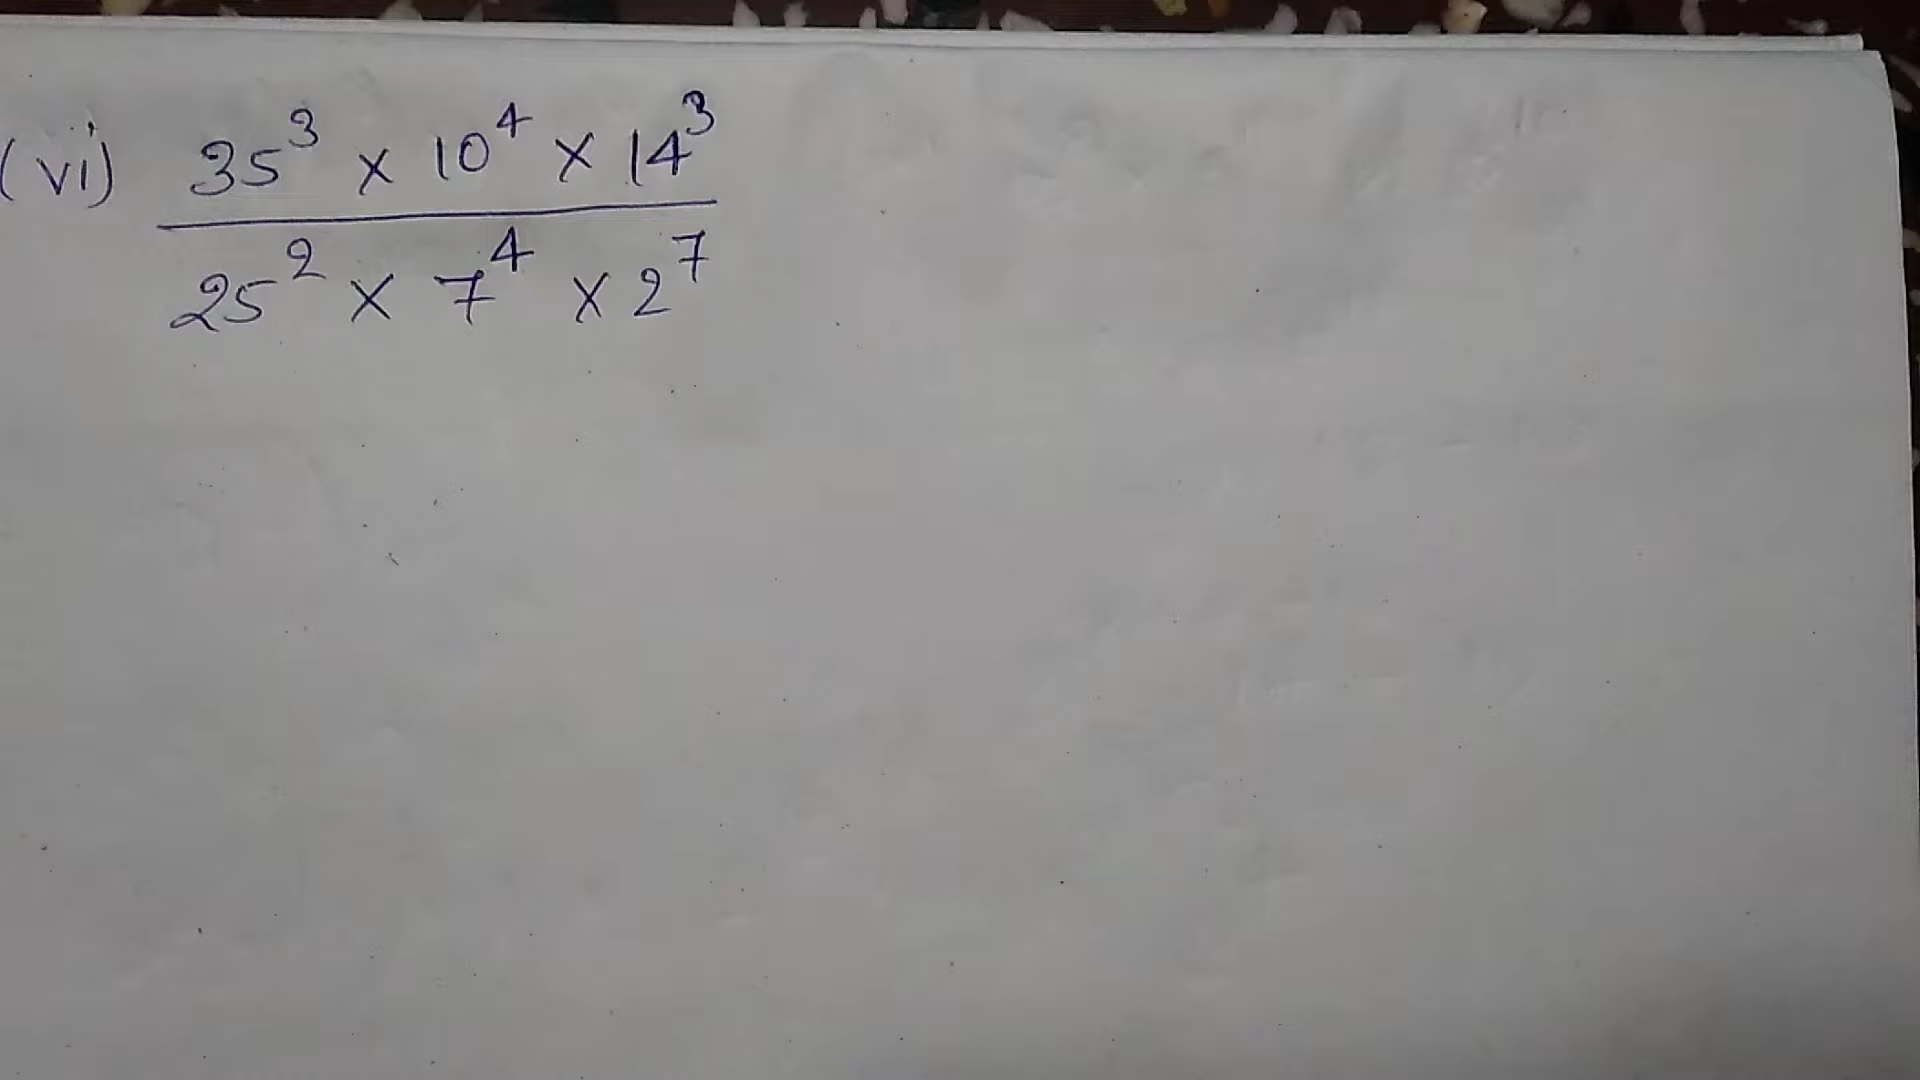 (vi) 35³ × 10⁴ × 14³
25² × 7⁴ × 2⁷